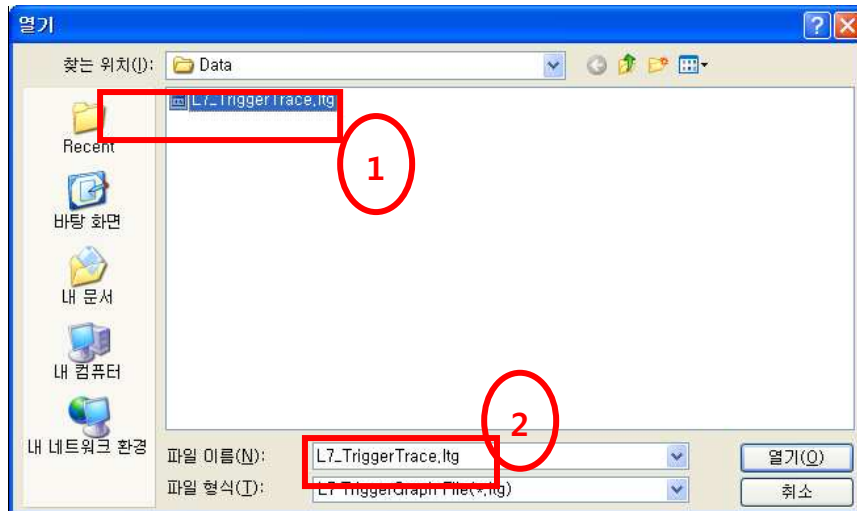 열기
찾는 위치(I):
Data
L7_TriggerTrace.ltg
1
Recent
바탕 화면
내 문서
내 컴퓨터
내 네트워크 환경
2
파일 이름(N):
L7_TriggerTrace.ltg
열기(O)
파일 형식(T):
L7 TriggerGraph File(*.ltg)
취소